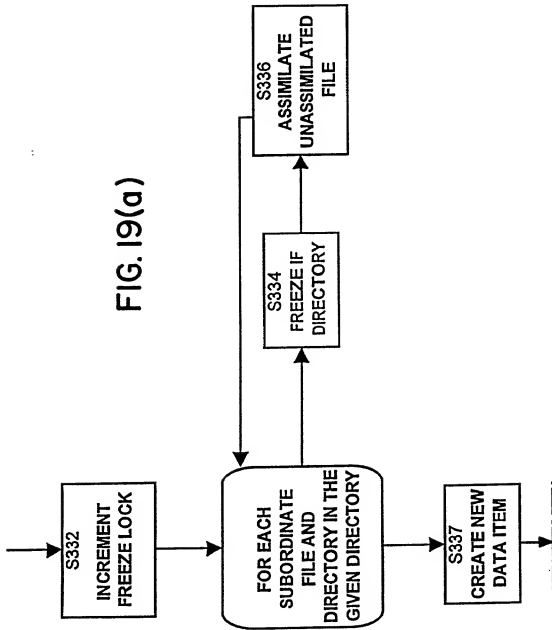 FIG. 19(a)
S332
INCREMENT
FREEZE LOCK
FOR EACH
SUBORDINATE
FILE AND
DIRECTORY IN THE
GIVEN DIRECTORY
S334
FREEZE IF
DIRECTORY
S336
ASSIMILATE
UNASSIMILATED
FILE
S337
CREATE NEW
DATA ITEM